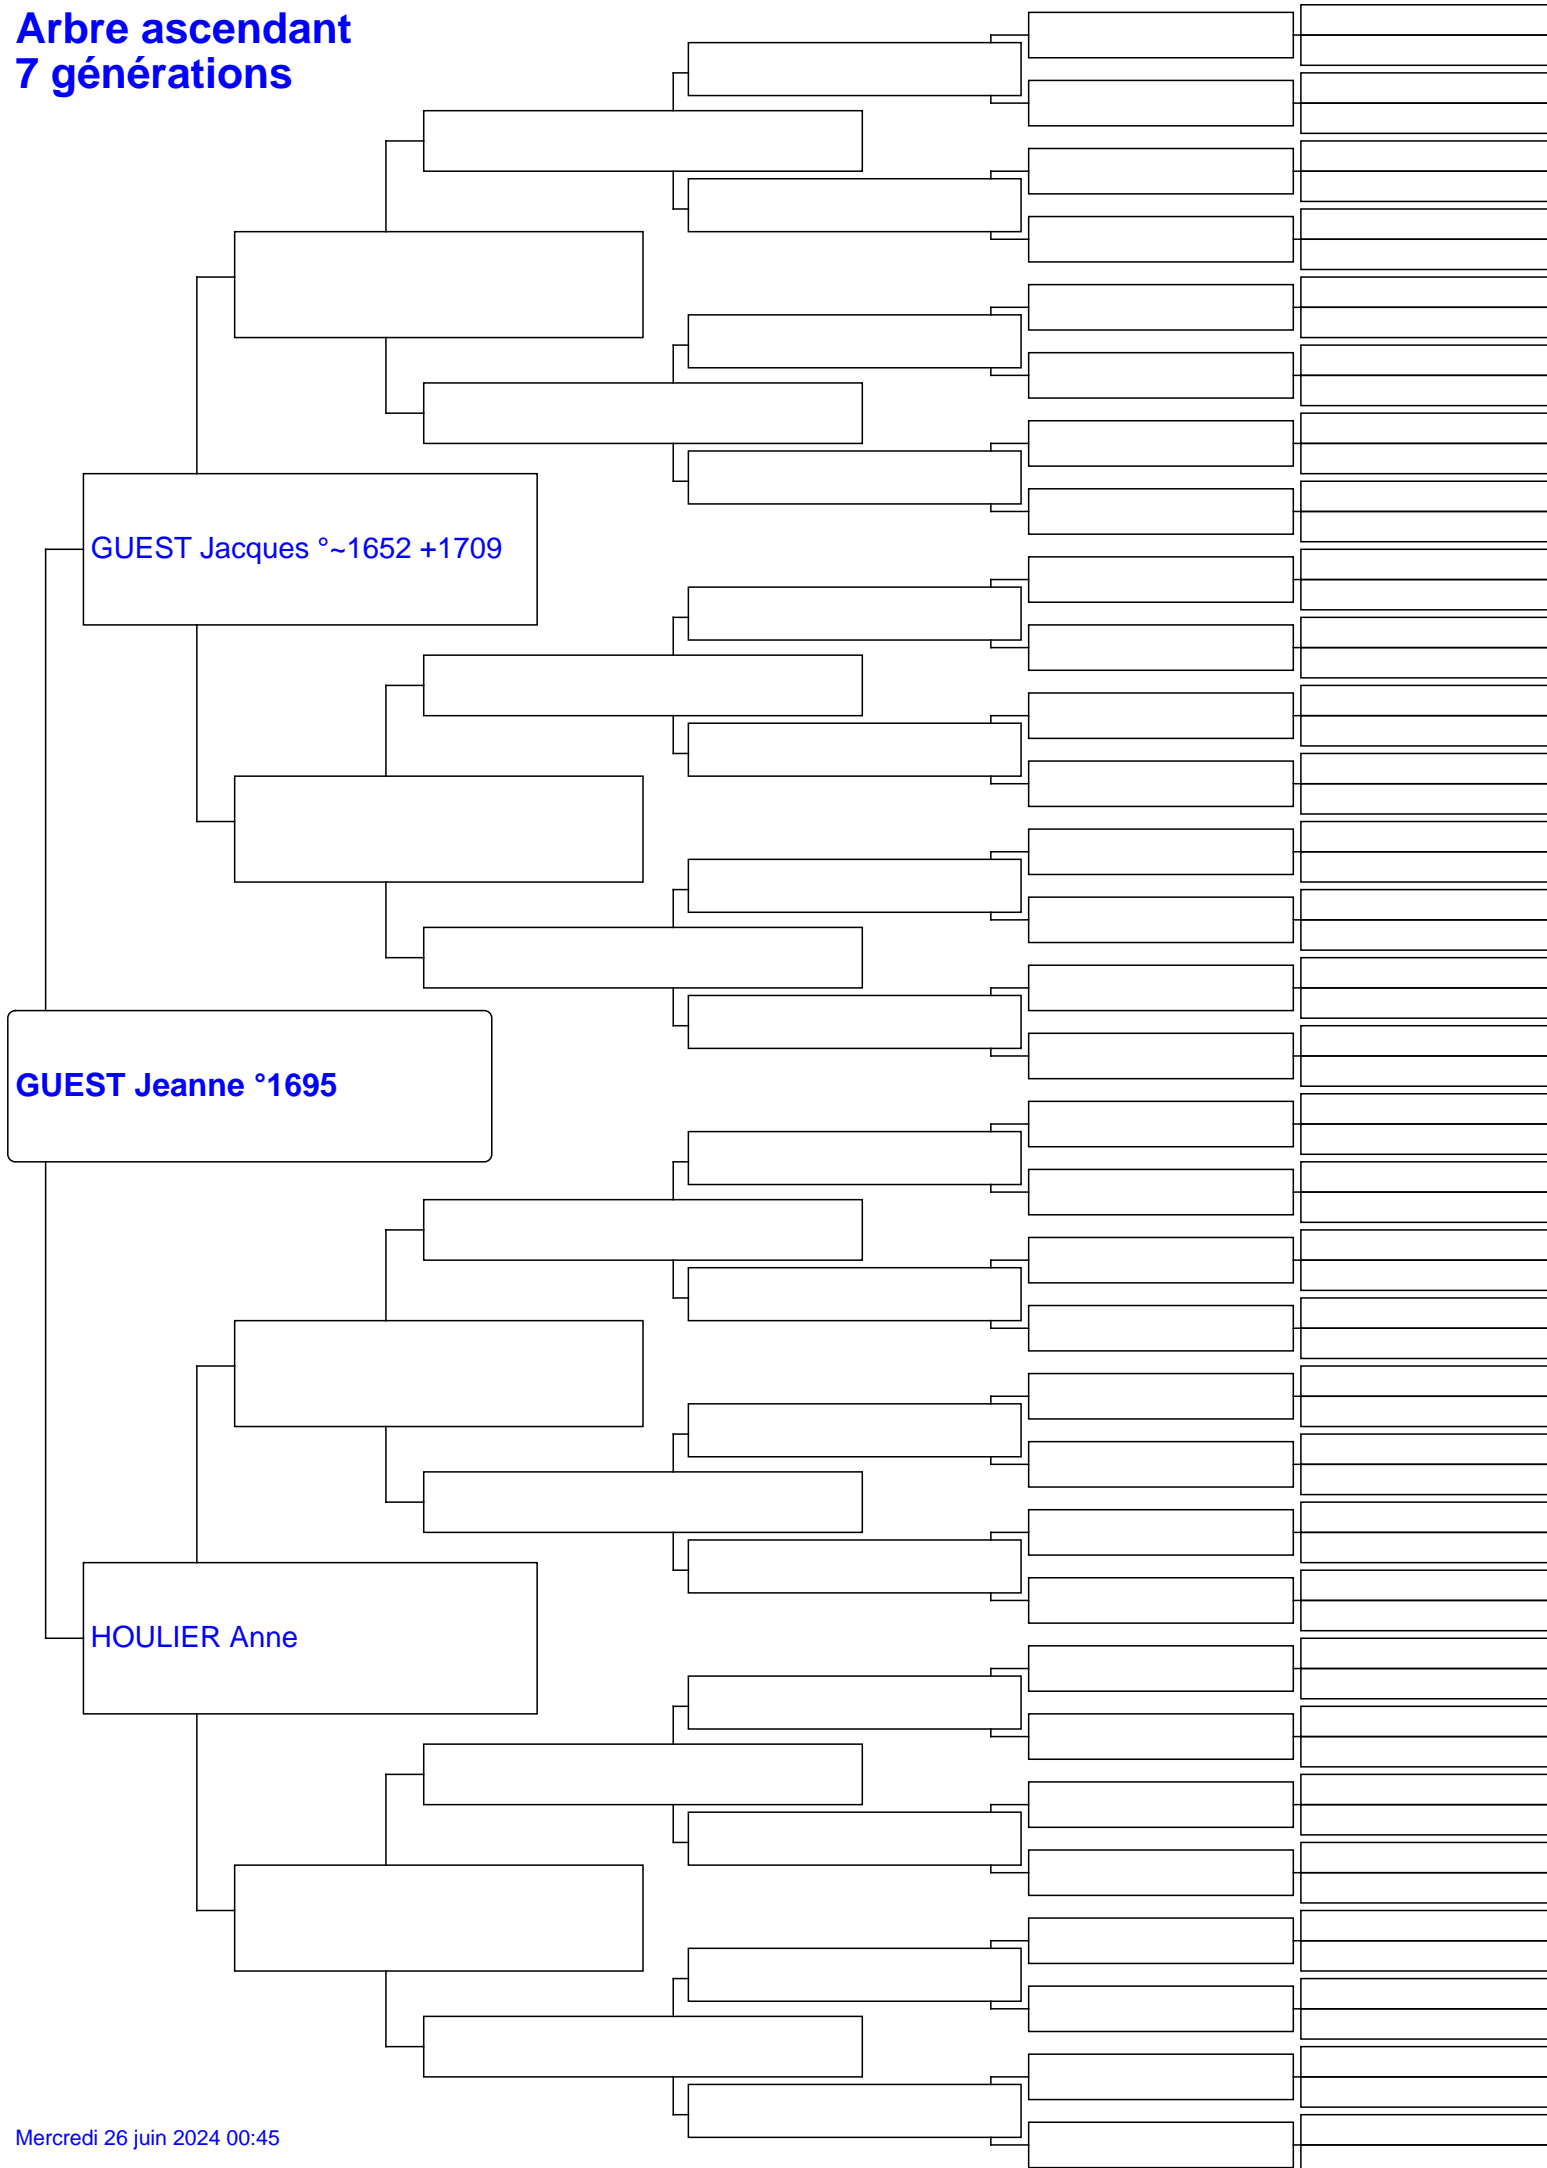 Arbre ascendant
7 générations
GUEST Jacques °~1652 +1709
GUEST Jeanne °1695
HOULIER Anne
Mercredi 26 juin 2024 00:45